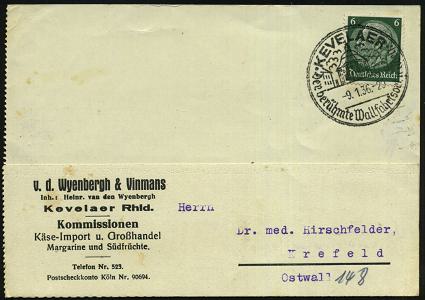 6 6
Deutsches Reich
KEVELAER
-9.1.36.-20
der berühmte Wallfahrtsort
v. d. Wyenbergh & Vinmans
Inh.: Heinr. van den Wyenbergh
Kevelaer Rhld.
Kommissionen
Käse-Import u. Großhandel
Margarine und Südfrüchte.
Telefon Nr. 523.
Postscheckkonto Köln Nr. 90694.
Herrn
Dr. med. Hirschfelder,
Krefeld
Ostwall 148